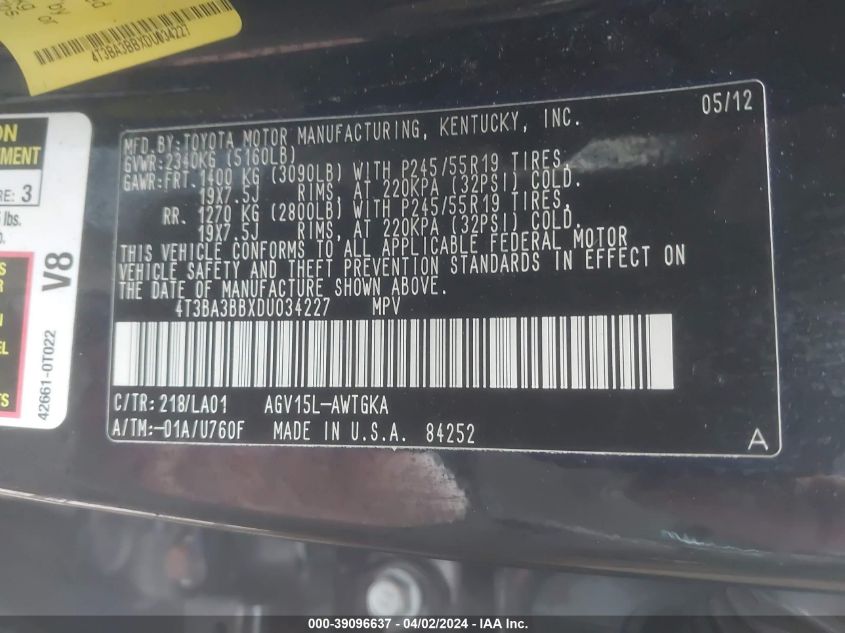 4T3BA3BBXDU034227
05/12
MFD. BY: TOYOTA MOTOR MANUFACTURING, KENTUCKY, INC.
GVWR: 2340KG (5160LB)
GAWR: FRT. 1400 KG (3090LB) WITH P245/55R19 TIRES,
19X7.5J RIMS, AT 220KPA (32PSI) COLD.
RR. 1270 KG (2800LB) WITH P245/55R19 TIRES,
19X7.5J RIMS, AT 220KPA (32PSI) COLD.
THIS VEHICLE CONFORMS TO ALL APPLICABLE FEDERAL MOTOR
VEHICLE SAFETY AND THEFT PREVENTION STANDARDS IN EFFECT ON
THE DATE OF MANUFACTURE SHOWN ABOVE.
4T3BA3BBXDU034227 MPV
C/TR: 218/LA01 AGV15L-AWTGKA
A/TM:-01A/U760F MADE IN U.S.A. 84252
A
3
lbs.
V8
42661-0T022
000-39096637 - 04/02/2024 - IAA Inc.